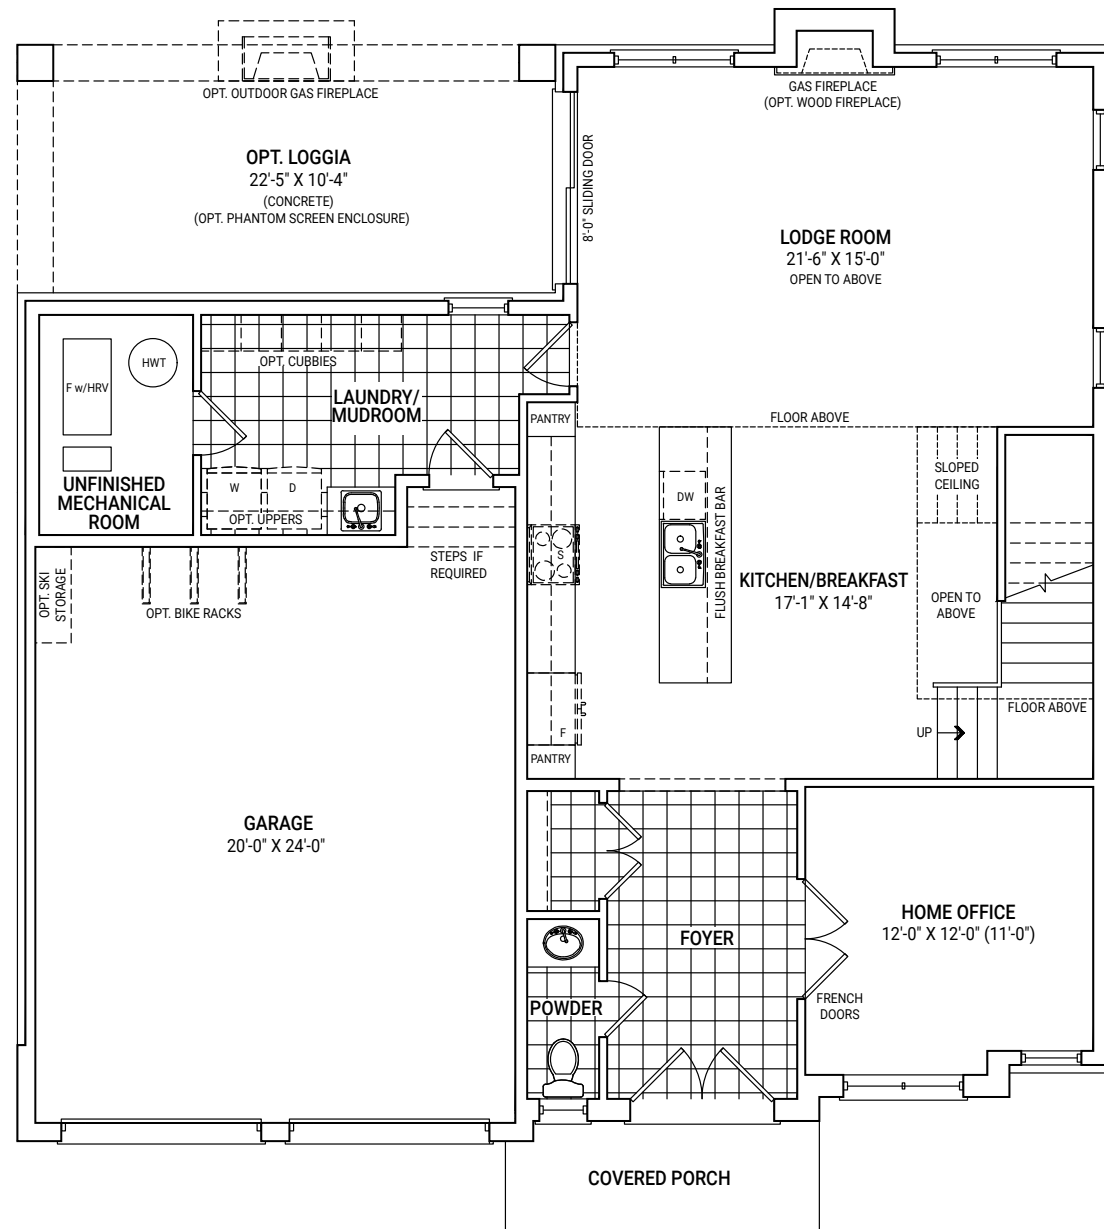 OPT. OUTDOOR GAS FIREPLACE
GAS FIREPLACE
(OPT. WOOD FIREPLACE)
OPT. LOGGIA
22'-5" X 10'-4"
(CONCRETE)
(OPT. PHANTOM SCREEN ENCLOSURE)
8'-0" SLIDING DOOR
LODGE ROOM
21'-6" X 15'-0"
OPEN TO ABOVE
HWT
F w/HRV
OPT. CUBBIES
LAUNDRY/
MUDROOM
PANTRY
FLOOR ABOVE
UNFINISHED
MECHANICAL
ROOM
W
D
OPT. UPPERS
DW
SLOPED
CEILING
STEPS IF
REQUIRED
S
FLUSH BREAKFAST BAR
KITCHEN/BREAKFAST
17'-1" X 14'-8"
OPEN TO
ABOVE
OPT. SKI
STORAGE
OPT. BIKE RACKS
FLOOR ABOVE
UP
F
PANTRY
GARAGE
20'-0" X 24'-0"
FOYER
HOME OFFICE
12'-0" X 12'-0" (11'-0")
POWDER
FRENCH
DOORS
COVERED PORCH